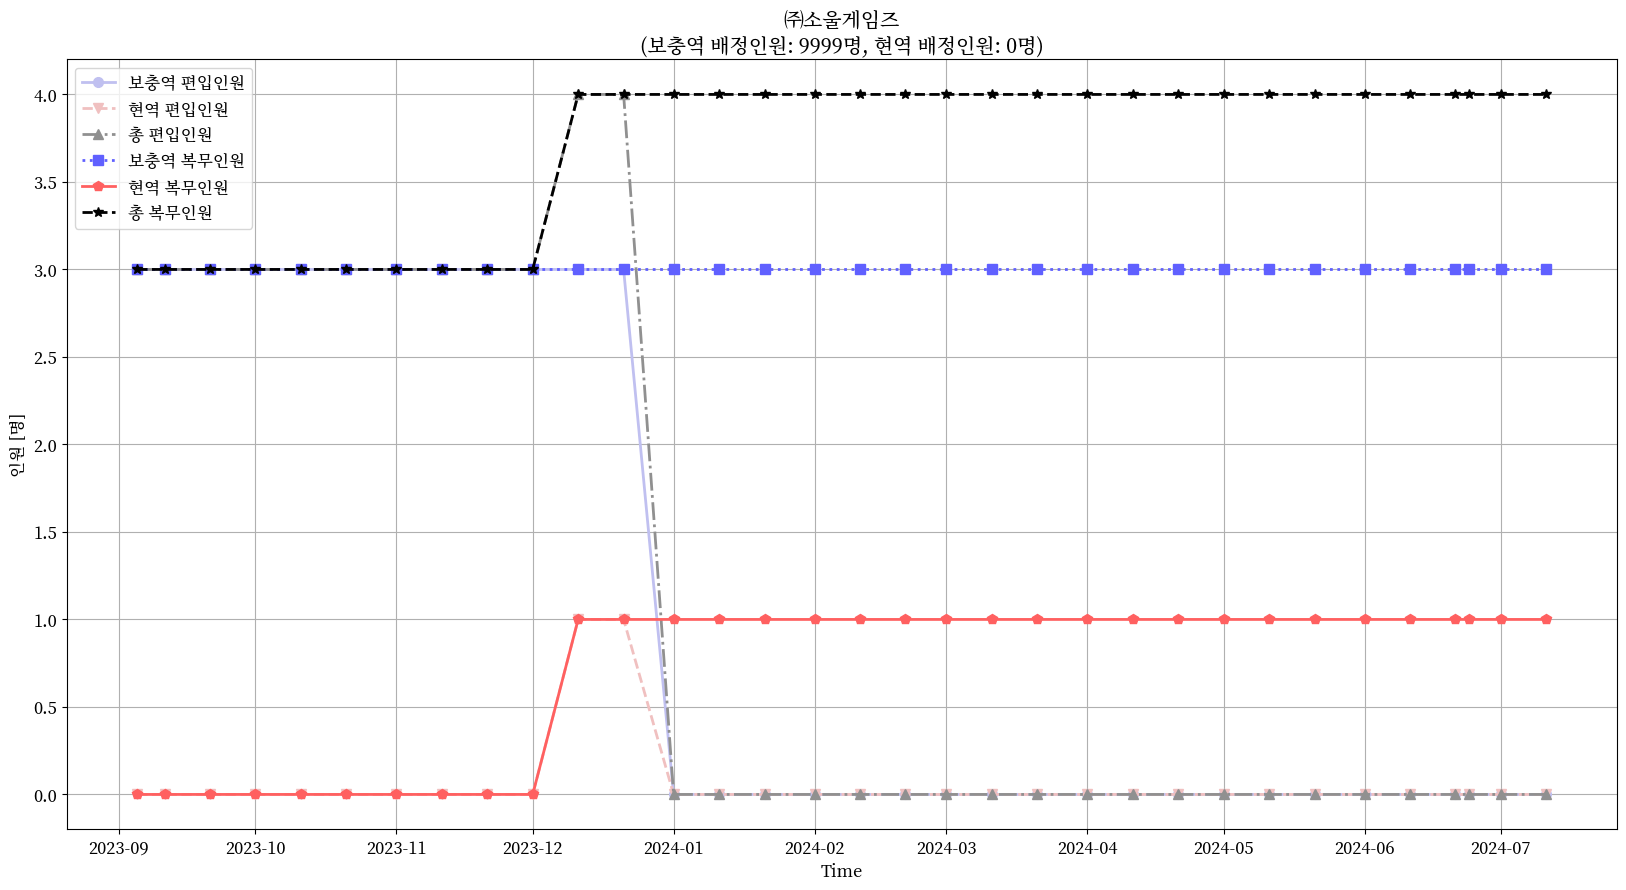 ㈜소울게임즈
(보충역 배정인원: 9999명, 현역 배정인원: 0명)
보충역 편입인원
현역 편입인원
총 편입인원
보충역 복무인원
현역 복무인원
총 복무인원
인원 [명]
4.0
3.5
3.0
2.5
2.0
1.5
1.0
0.5
0.0
2023-09 2023-10 2023-11 2023-12 2024-01 2024-02 2024-03 2024-04 2024-05 2024-06 2024-07
Time